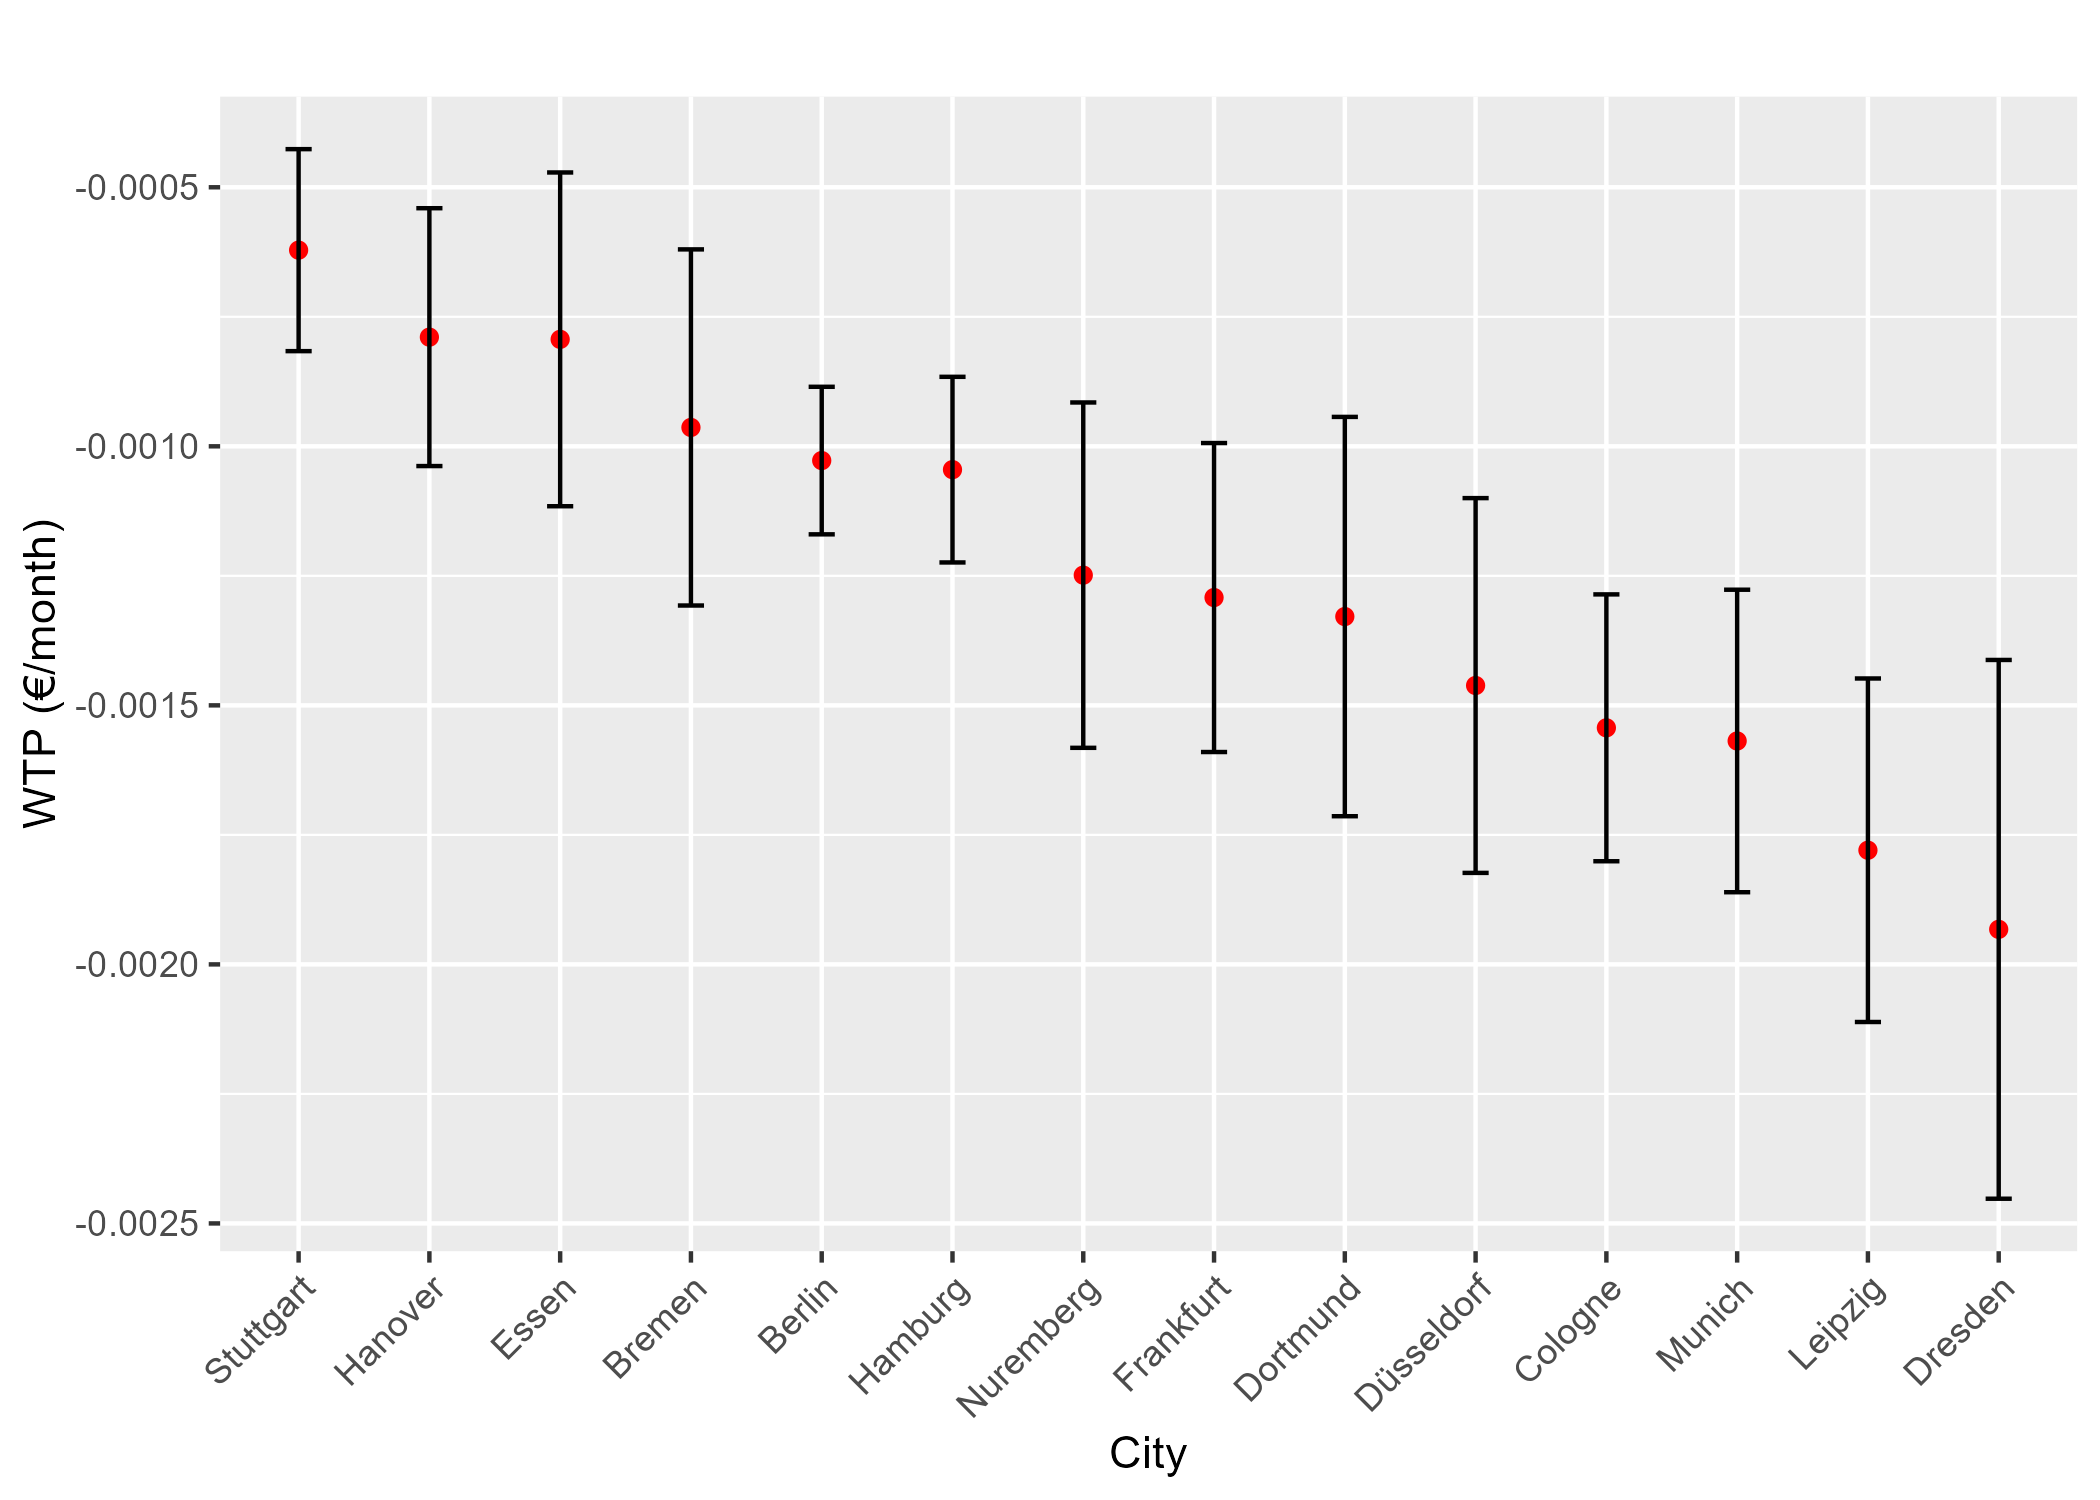 WTP (€/month)
-0.0005
-0.0010
-0.0015
-0.0020
-0.0025
Stuttgart
Hanover
Essen
Bremen
Berlin
Hamburg
Nuremberg
Frankfurt
Dortmund
Düsseldorf
Cologne
Munich
Leipzig
Dresden
City